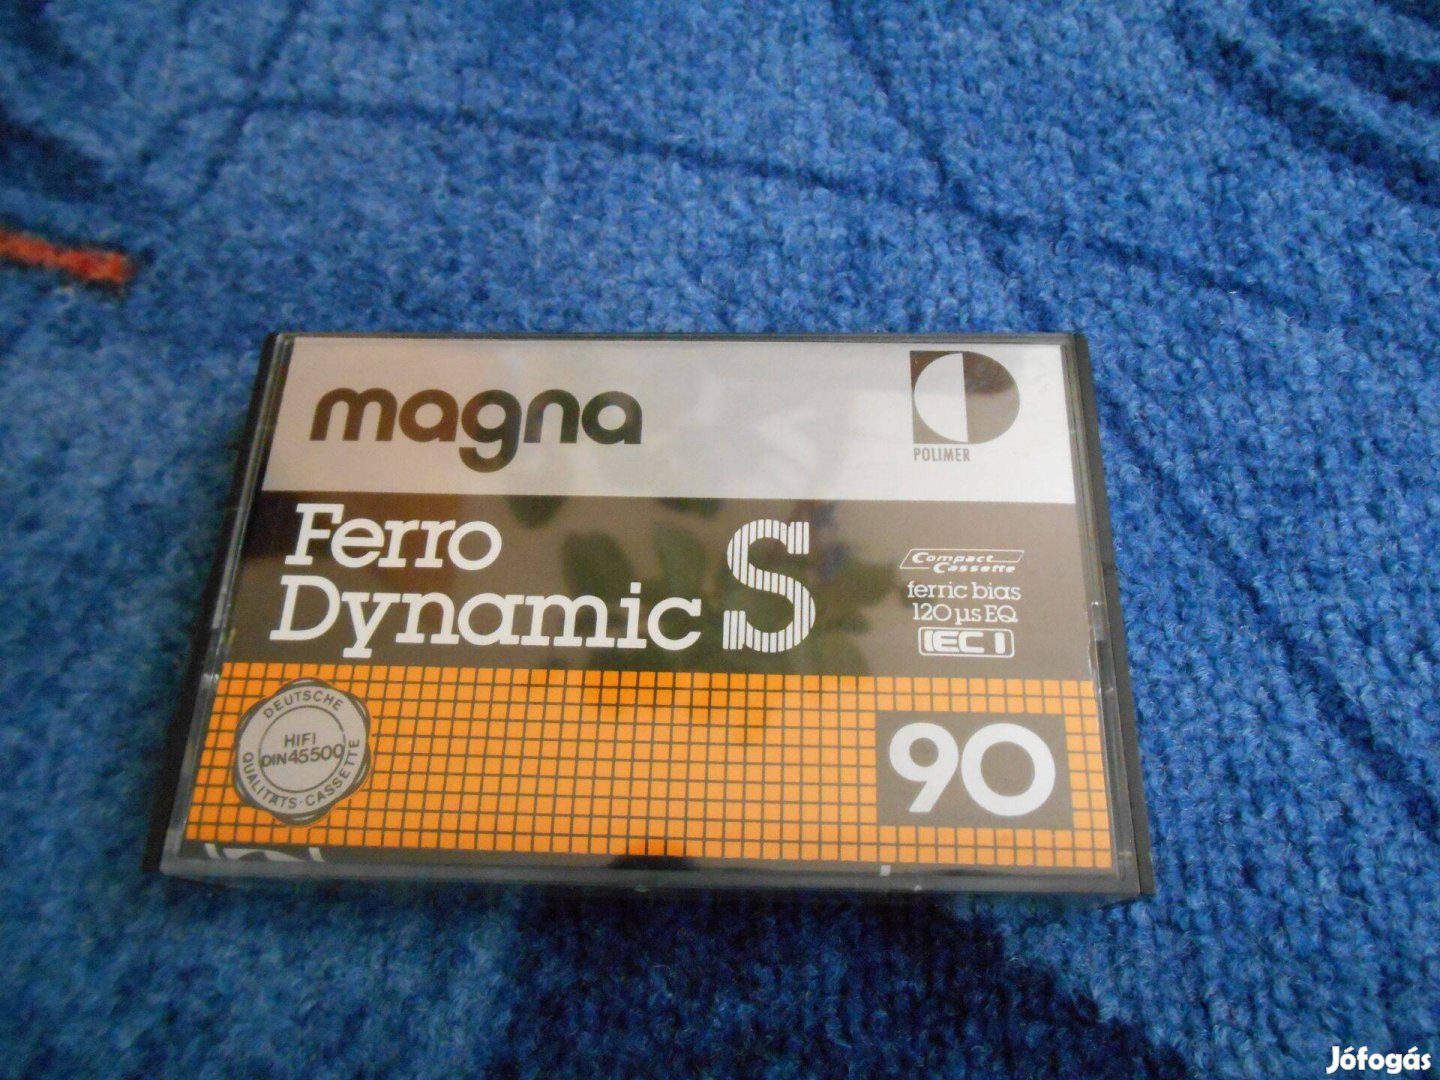 magna
POLIMER
Ferro
Dynamic S
Compact
Cassette
ferric bias
120 µs EQ
IEC I
DEUTSCHE
HIFI
DIN 45500
QUALITÄTS-CASSETTE
90
Jófogás